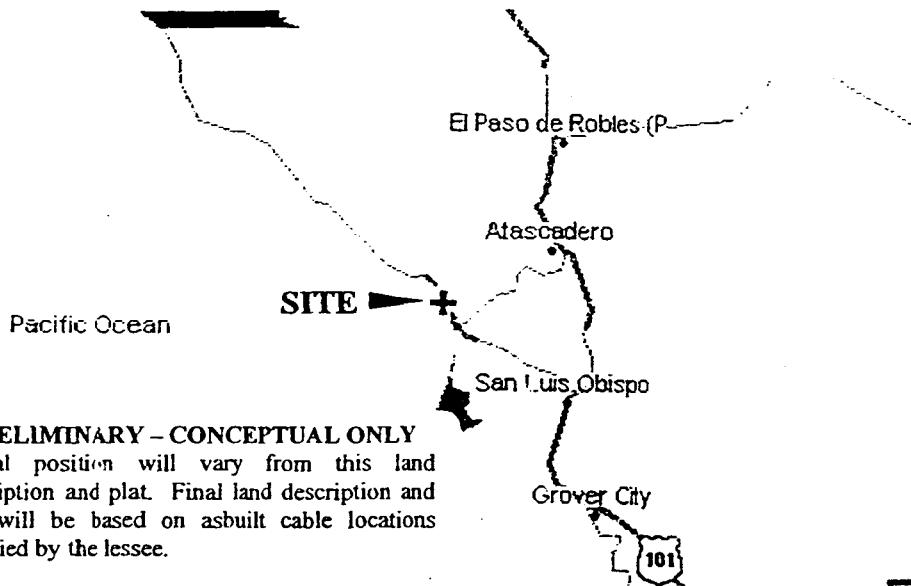 El Paso de Robles (P
Atascadero
SITE
Pacific Ocean
San Luis Obispo
ELIMINARY – CONCEPTUAL ONLY
al position will vary from this land
iption and plat. Final land description and
will be based on asbuilt cable locations
ied by the lessee.
Grover City
101